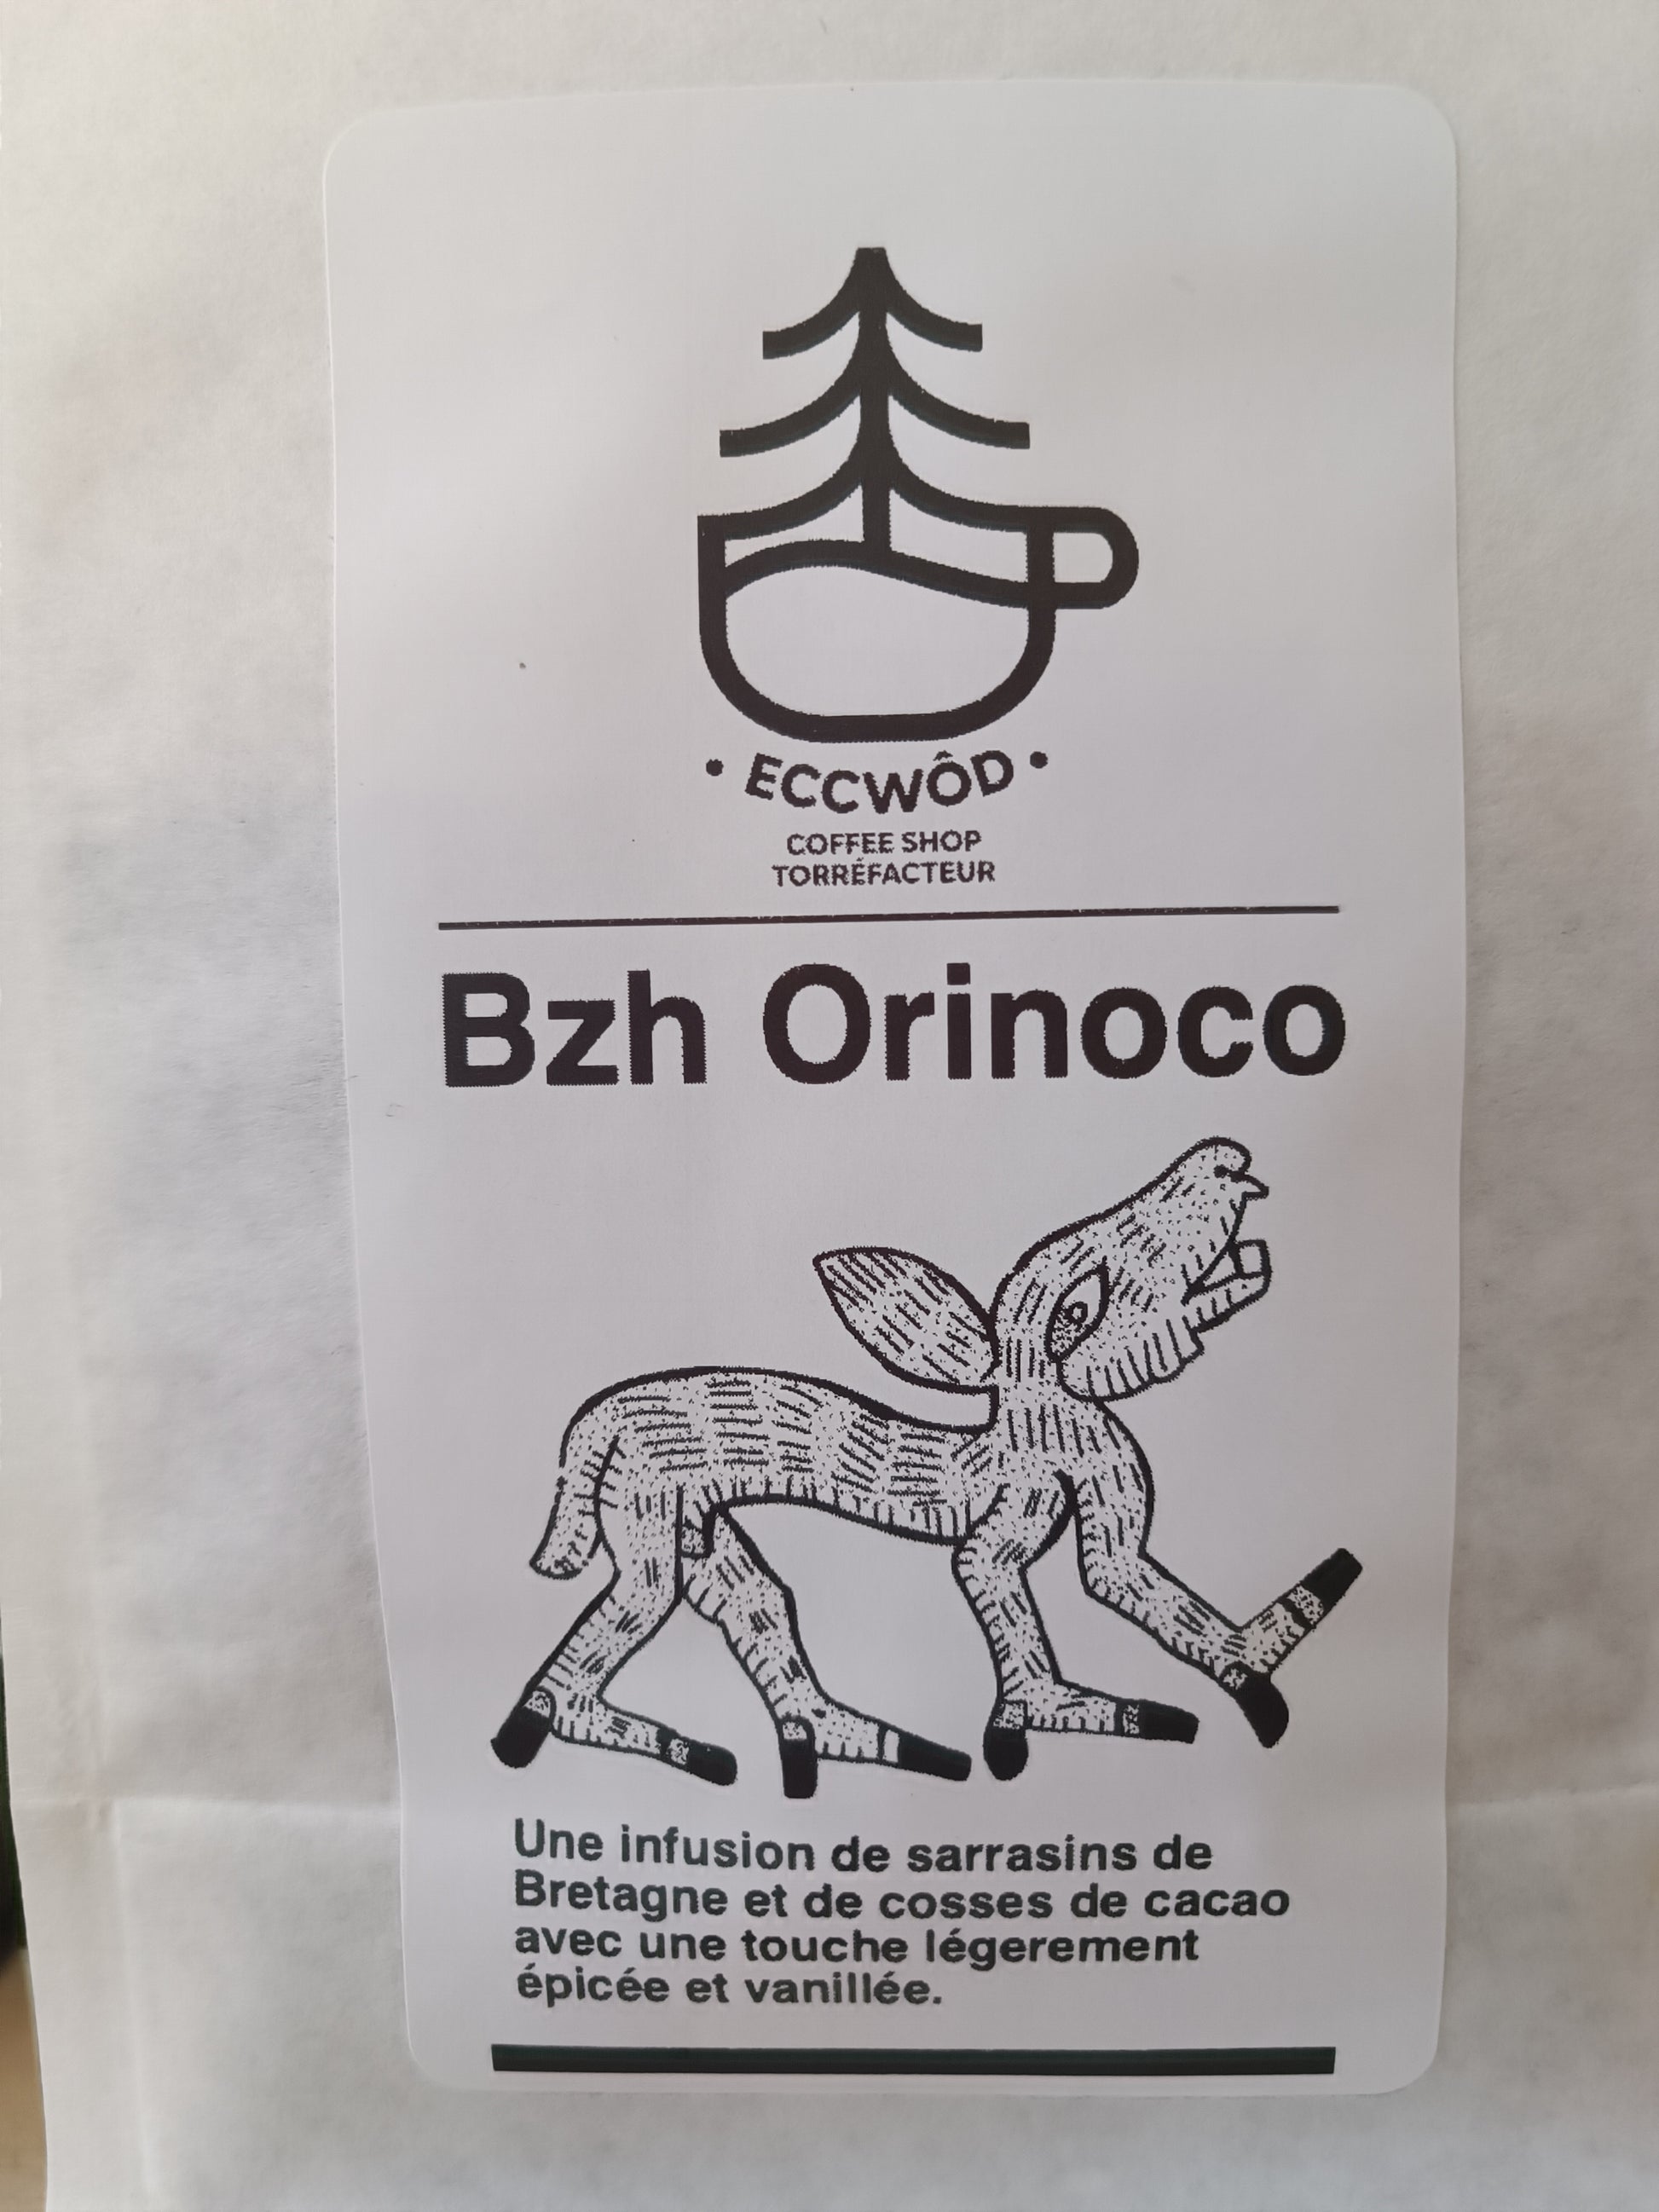 • ECCWÔD •
COFFEE SHOP
TORRÉFACTEUR
Bzh Orinoco
Une infusion de sarrasins de
Bretagne et de cosses de cacao
avec une touche légerement
épicée et vanillée.